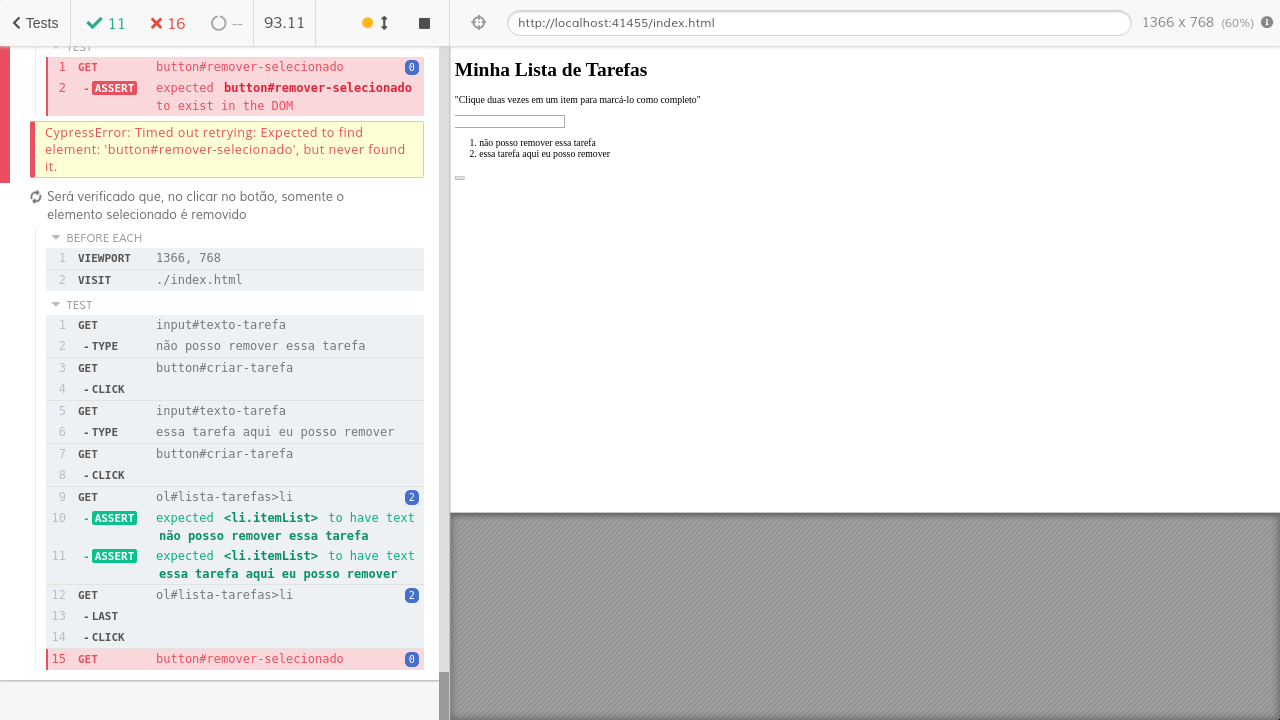 Tests 11 16 -- 93.11
http://localhost:41455/index.html 1366 x 768 (60%)
TEST
1 GET button#remover-selecionado 0
2 -ASSERT expected button#remover-selecionado
to exist in the DOM
CypressError: Timed out retrying: Expected to find
element: 'button#remover-selecionado', but never found
it.
Será verificado que, no clicar no botão, somente o
elemento selecionado é removido
BEFORE EACH
1 VIEWPORT 1366, 768
2 VISIT ./index.html
TEST
1 GET input#texto-tarefa
2 -TYPE não posso remover essa tarefa
3 GET button#criar-tarefa
4 -CLICK
5 GET input#texto-tarefa
6 -TYPE essa tarefa aqui eu posso remover
7 GET button#criar-tarefa
8 -CLICK
9 GET ol#lista-tarefas>li 2
10 -ASSERT expected <li.itemList> to have text
não posso remover essa tarefa
11 -ASSERT expected <li.itemList> to have text
essa tarefa aqui eu posso remover
12 GET ol#lista-tarefas>li 2
13 -LAST
14 -CLICK
15 GET button#remover-selecionado 0
Minha Lista de Tarefas
"Clique duas vezes em um item para marcá-lo como completo"
1. não posso remover essa tarefa
2. essa tarefa aqui eu posso remover